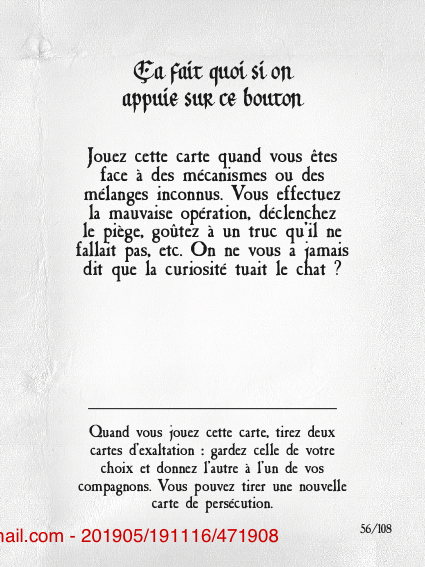 Ça fait quoi si on
appuie sur ce bouton
Jouez cette carte quand vous êtes
face à des mécanismes ou des
mélanges inconnus. Vous effectuez
la mauvaise opération, déclenchez
le piège, goûtez à un truc qu'il ne
fallait pas, etc. On ne vous a jamais
dit que la curiosité tuait le chat ?
Quand vous jouez cette carte, tirez deux
cartes d'exaltation : gardez celle de votre
choix et donnez l'autre à l'un de vos
compagnons. Vous pouvez tirer une nouvelle
carte de persécution.
56/108
nail.com - 201905/191116/471908